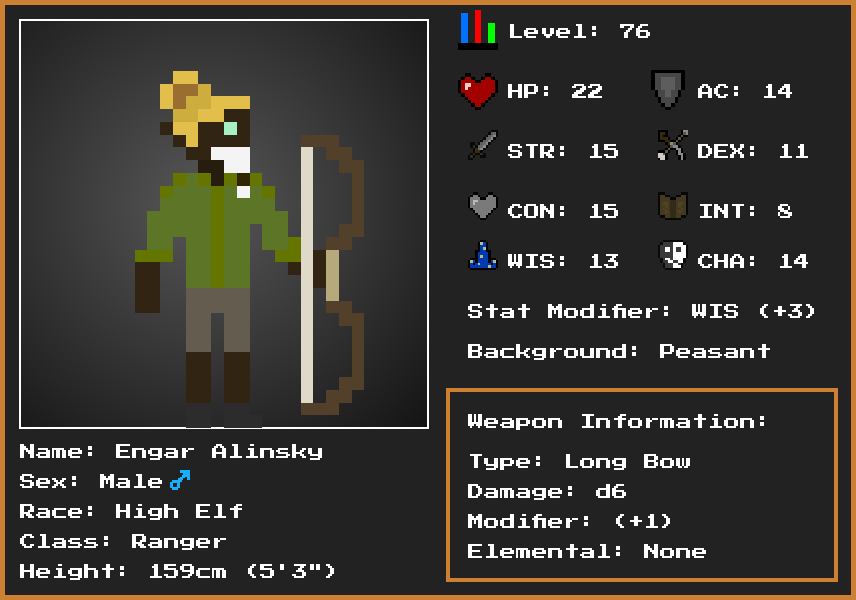 Level: 76
HP: 22 AC: 14
STR: 15 DEX: 11
CON: 15 INT: 8
WIS: 13 CHA: 14
Stat Modifier: WIS (+3)
Background: Peasant
Weapon Information:
Type: Long Bow
Damage: d6
Modifier: (+1)
Elemental: None
Name: Engar Alinsky
Sex: Male♂
Race: High Elf
Class: Ranger
Height: 159cm (5'3")